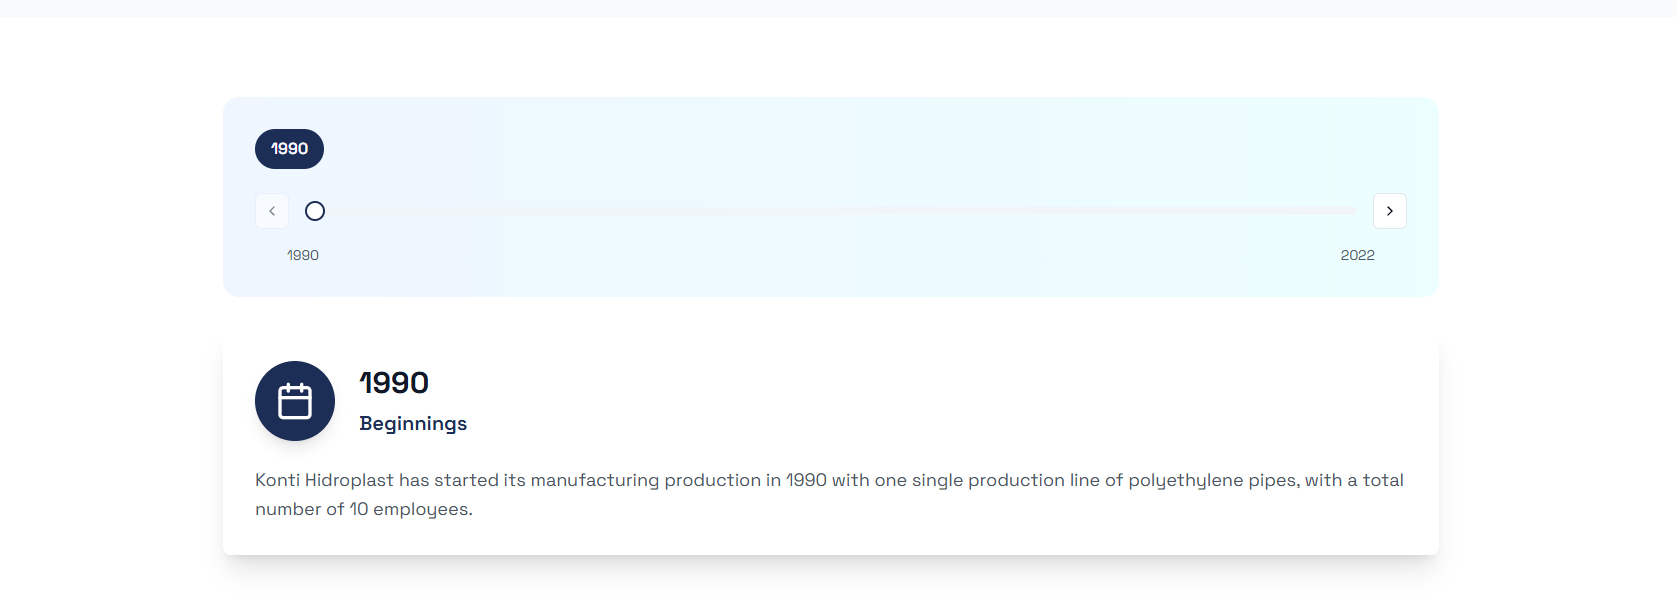 1990
1990
2022
1990
Beginnings
Konti Hidroplast has started its manufacturing production in 1990 with one single production line of polyethylene pipes, with a total
number of 10 employees.